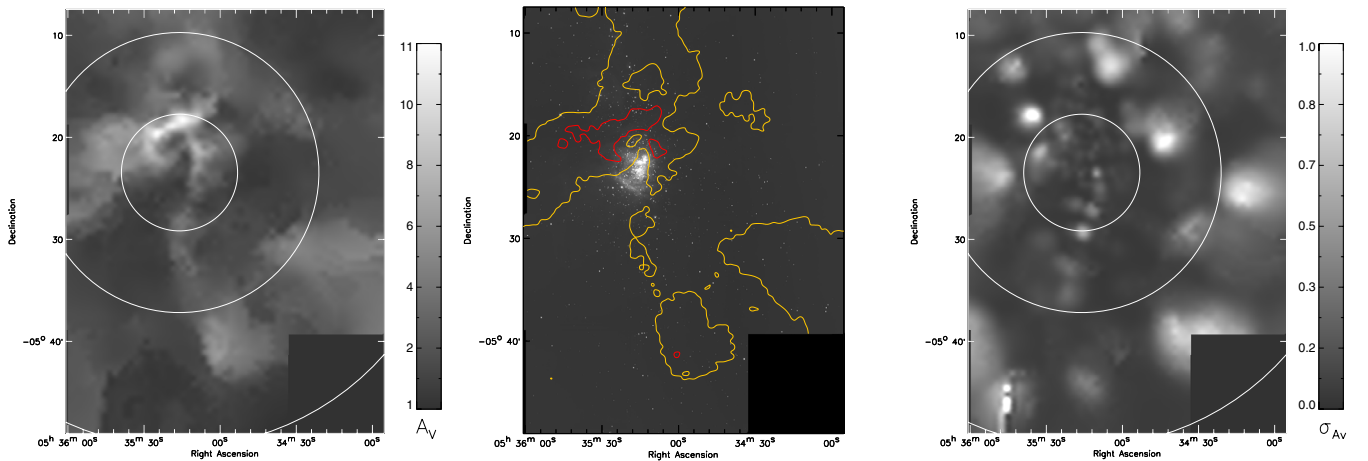 10
20
30
-05° 40'
Declination
05ʰ 36ᵐ 00ˢ
35ᵐ 30ˢ
00ˢ
34ᵐ 30ˢ
00ˢ
Right Ascension
11
10
8
6
4
2
1
A_V
10
20
30
-05° 40'
Declination
05ʰ 36ᵐ 00ˢ
35ᵐ 30ˢ
00ˢ
34ᵐ 30ˢ
00ˢ
Right Ascension
10
20
30
-05° 40'
Declination
05ʰ 36ᵐ 00ˢ
35ᵐ 30ˢ
00ˢ
34ᵐ 30ˢ
00ˢ
Right Ascension
1.0
0.8
0.7
0.5
0.3
0.2
0.0
σ_Av